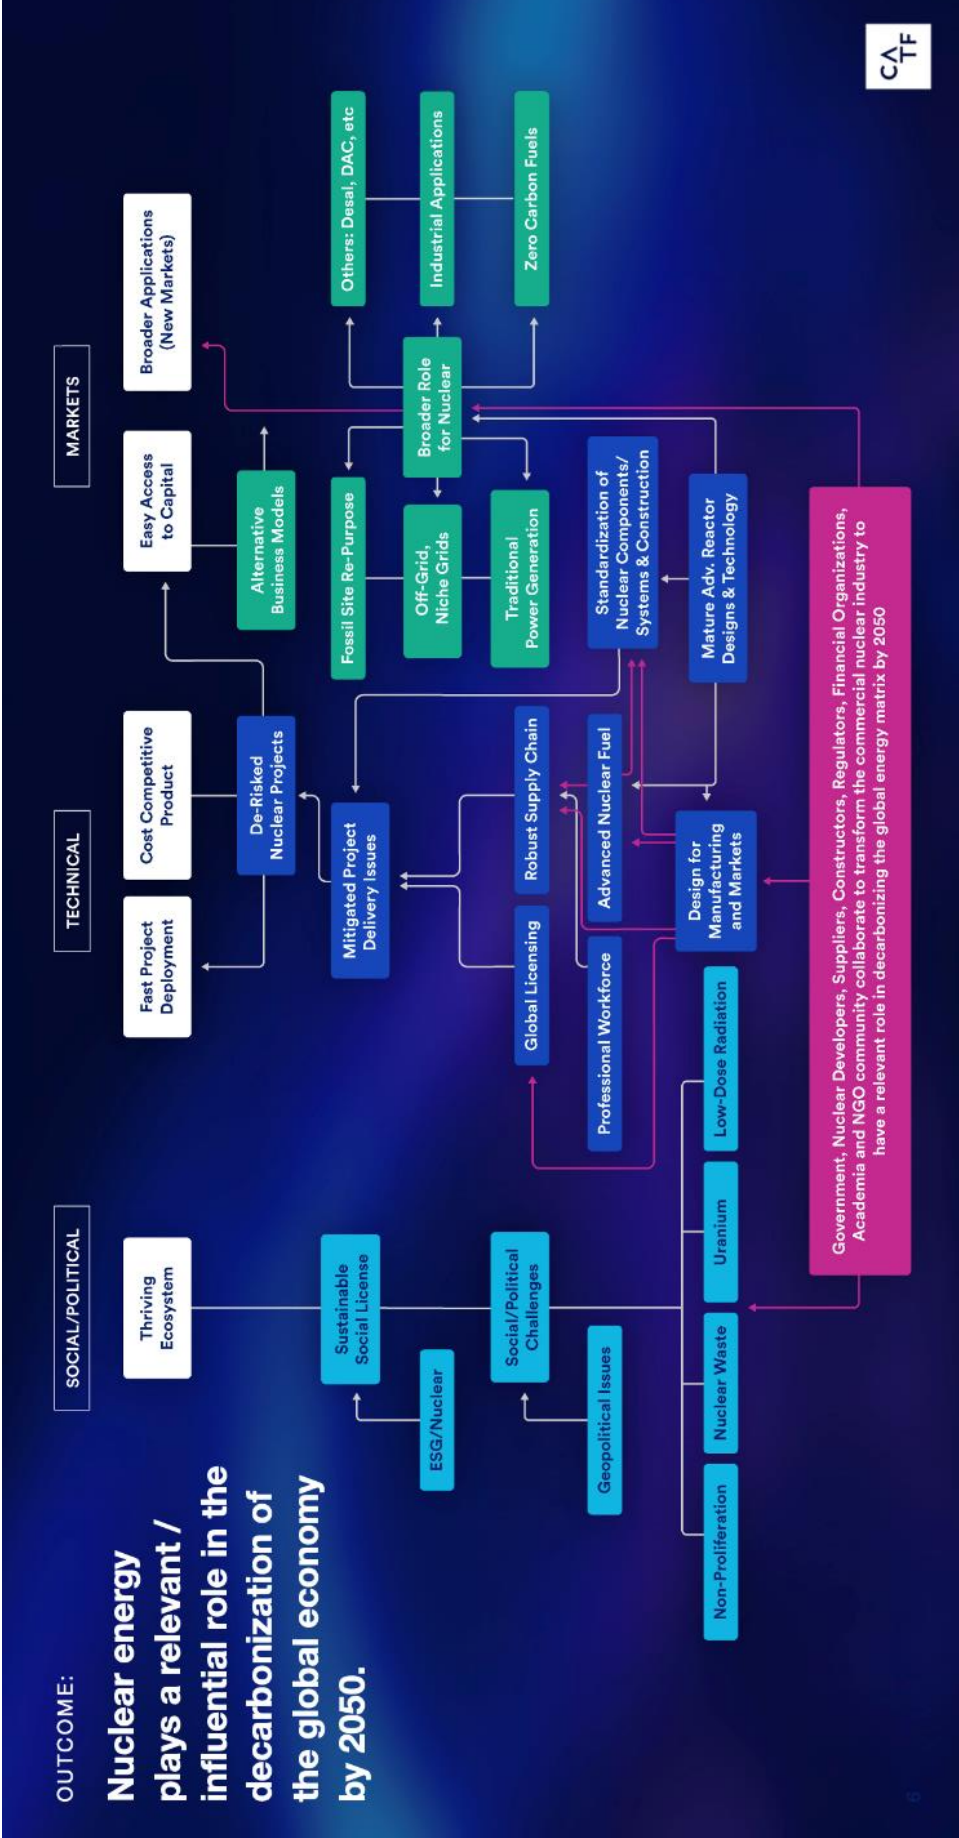 OUTCOME:
Nuclear energy
plays a relevant /
influential role in the
decarbonization of
the global economy
by 2050.
SOCIAL/POLITICAL
TECHNICAL
MARKETS
Thriving
Ecosystem
Fast Project
Deployment
Cost Competitive
Product
Easy Access
to Capital
Broader Applications
(New Markets)
De-Risked
Nuclear Projects
Alternative
Business Models
Sustainable
Social License
Mitigated Project
Delivery Issues
Fossil Site Re-Purpose
Others: Desal, DAC, etc
ESG/Nuclear
Off-Grid,
Niche Grids
Broader Role
for Nuclear
Industrial Applications
Social/Political
Challenges
Global Licensing
Robust Supply Chain
Traditional
Power Generation
Zero Carbon Fuels
Geopolitical Issues
Professional Workforce
Advanced Nuclear Fuel
Standardization of
Nuclear Components/
Systems & Construction
Non-Proliferation
Nuclear Waste
Uranium
Low-Dose Radiation
Design for
Manufacturing
and Markets
Mature Adv. Reactor
Designs & Technology
Government, Nuclear Developers, Suppliers, Constructors, Regulators, Financial Organizations,
Academia and NGO community collaborate to transform the commercial nuclear industry to
have a relevant role in decarbonizing the global energy matrix by 2050
6
CATF